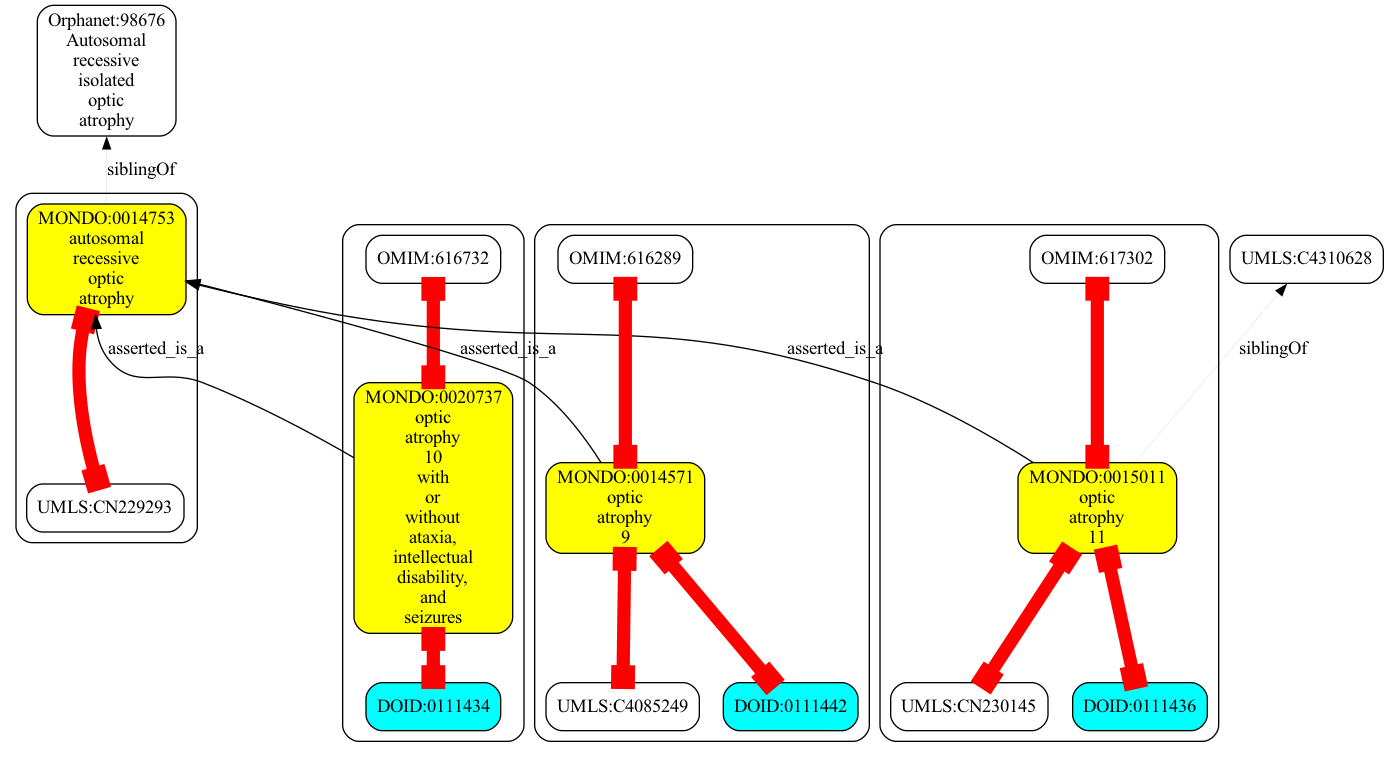 Orphanet:98676
Autosomal
recessive
isolated
optic
atrophy
siblingOf
MONDO:0014753
autosomal
recessive
optic
atrophy
asserted_is_a
UMLS:CN229293
OMIM:616732
MONDO:0020737
optic
atrophy
10
with
or
without
ataxia,
intellectual
disability,
and
seizures
DOID:0111434
asserted_is_a
OMIM:616289
MONDO:0014571
optic
atrophy
9
UMLS:C4085249
DOID:0111442
asserted_is_a
OMIM:617302
MONDO:0015011
optic
atrophy
11
UMLS:CN230145
DOID:0111436
UMLS:C4310628
siblingOf